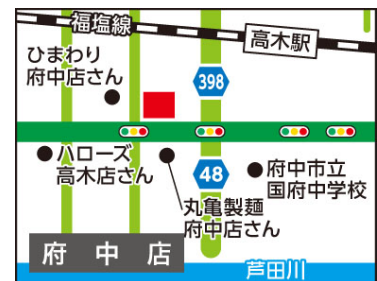 福塩線
高木駅
ひまわり
府中店さん
398
ハローズ
高木店さん
48
府中市立
国府中学校
丸亀製麺
府中店さん
府中店
芦田川